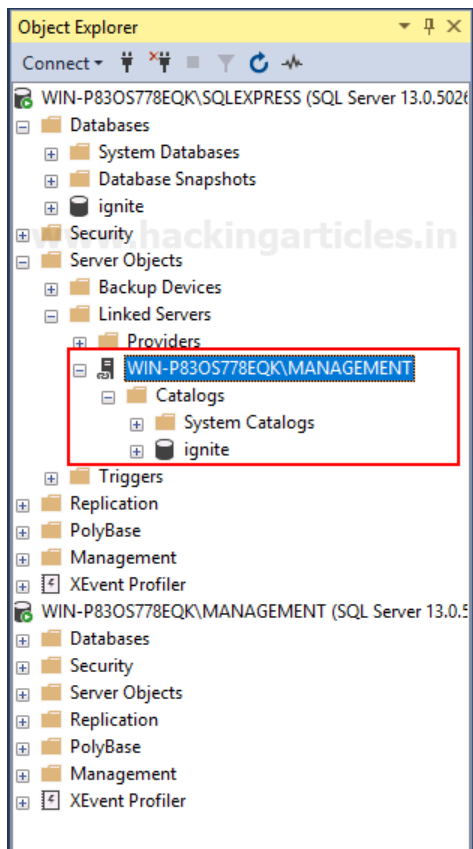 Object Explorer
Connect
WIN-P83OS778EQK\SQLEXPRESS (SQL Server 13.0.5026
Databases
System Databases
Database Snapshots
ignite
www.hackingarticles.in
Security
Server Objects
Backup Devices
Linked Servers
Providers
WIN-P83OS778EQK\MANAGEMENT
Catalogs
System Catalogs
ignite
Triggers
Replication
PolyBase
Management
XEvent Profiler
WIN-P83OS778EQK\MANAGEMENT (SQL Server 13.0.5
Databases
Security
Server Objects
Replication
PolyBase
Management
XEvent Profiler